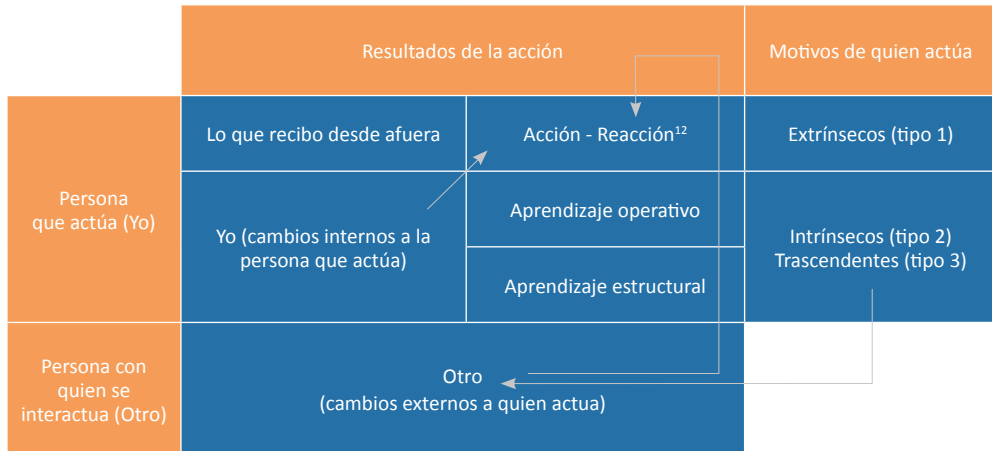 Resultados de la acción
Motivos de quien actúa
Lo que recibo desde afuera
Acción - Reacción¹²
Extrínsecos (tipo 1)
Persona
que actúa (Yo)
Yo (cambios internos a la
persona que actúa)
Aprendizaje operativo
Aprendizaje estructural
Intrínsecos (tipo 2)
Trascendentes (tipo 3)
Persona con
quien se
interactua (Otro)
Otro
(cambios externos a quien actua)